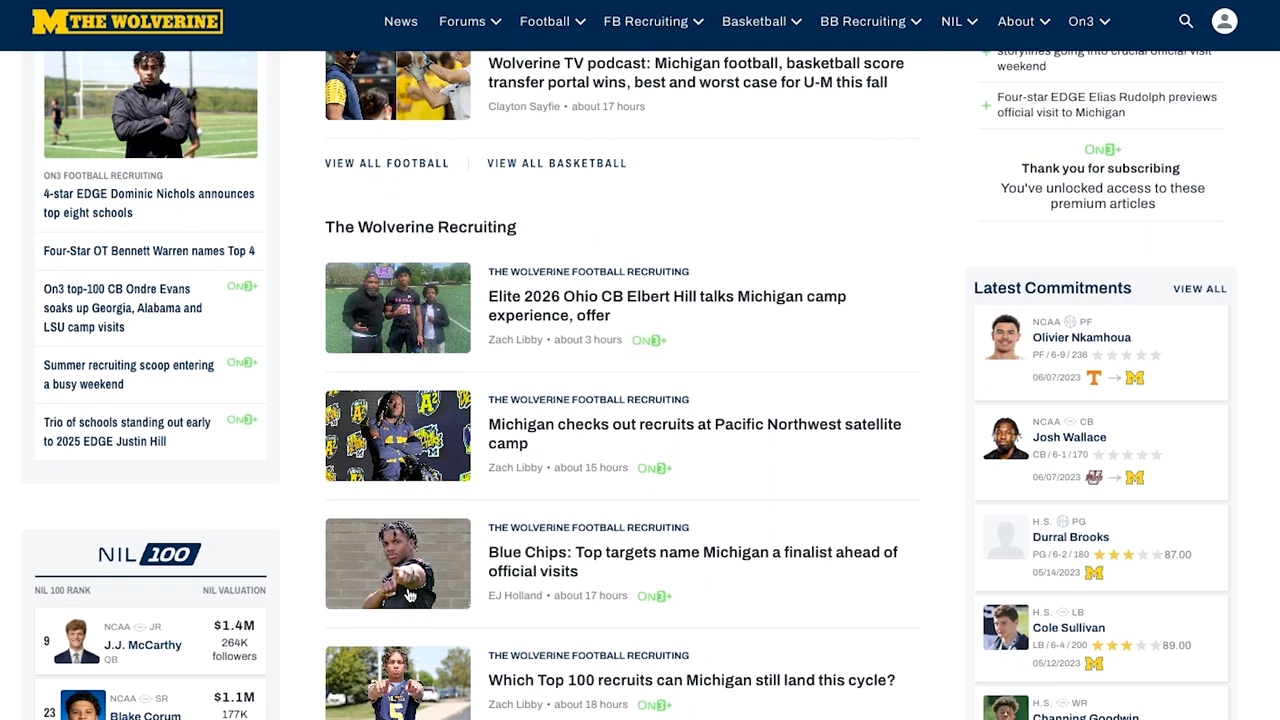 M THE WOLVERINE
News Forums Football FB Recruiting Basketball BB Recruiting NIL About On3
ON3 FOOTBALL RECRUITING
4-star EDGE Dominic Nichols announces
top eight schools
Four-Star OT Bennett Warren names Top 4
On3 top-100 CB Ondre Evans
soaks up Georgia, Alabama and
LSU camp visits
ON3+
Summer recruiting scoop entering
a busy weekend
ON3+
Trio of schools standing out early
to 2025 EDGE Justin Hill
ON3+
NIL 100
NIL 100 RANK NIL VALUATION
9
NCAA JR
J.J. McCarthy
QB
$1.4M
264K
followers
23
NCAA SR
Blake Corum
$1.1M
177K
Wolverine TV podcast: Michigan football, basketball score
transfer portal wins, best and worst case for U-M this fall
Clayton Sayfie • about 17 hours
VIEW ALL FOOTBALL VIEW ALL BASKETBALL
The Wolverine Recruiting
THE WOLVERINE FOOTBALL RECRUITING
Elite 2026 Ohio CB Elbert Hill talks Michigan camp
experience, offer
Zach Libby • about 3 hours ON3+
THE WOLVERINE FOOTBALL RECRUITING
Michigan checks out recruits at Pacific Northwest satellite
camp
Zach Libby • about 15 hours ON3+
THE WOLVERINE FOOTBALL RECRUITING
Blue Chips: Top targets name Michigan a finalist ahead of
official visits
EJ Holland • about 17 hours ON3+
THE WOLVERINE FOOTBALL RECRUITING
Which Top 100 recruits can Michigan still land this cycle?
Zach Libby • about 18 hours ON3+
5
storylines going into crucial official visit
weekend
Four-star EDGE Elias Rudolph previews
official visit to Michigan
ON3+
Thank you for subscribing
You've unlocked access to these
premium articles
Latest Commitments VIEW ALL
NCAA PF
Olivier Nkamhoua
PF / 6-9 / 236
06/07/2023 T → M
NCAA CB
Josh Wallace
CB / 6-1 / 170
06/07/2023 → M
H.S. PG
Durral Brooks
PG / 6-2 / 180 87.00
05/14/2023 M
H.S. LB
Cole Sullivan
LB / 6-4 / 200 89.00
05/12/2023 M
H.S. WR
Channing Goodwin